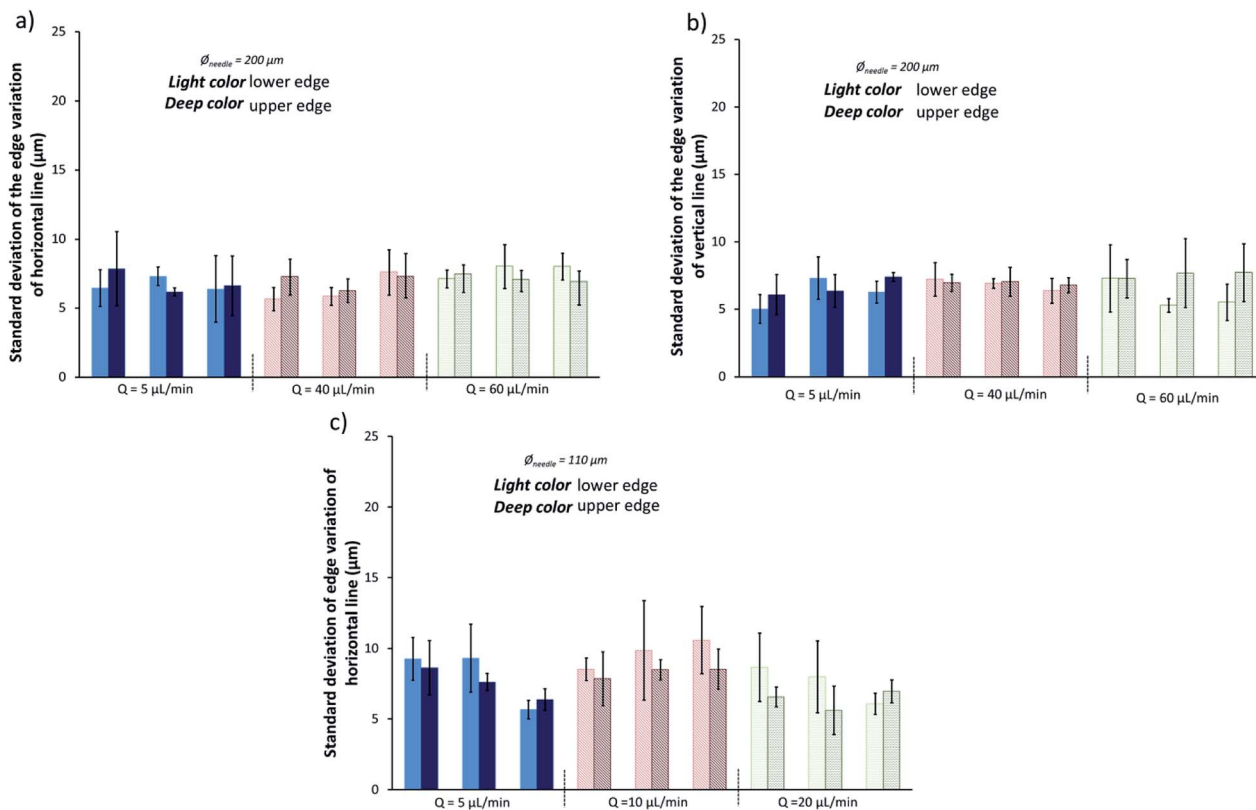 a)
Standard deviation of the edge variation
of horizontal line (µm)
25
20
15
10
5
0
Ø needle = 200 µm
Light color lower edge
Deep color upper edge
Q = 5 µL/min
Q = 40 µL/min
Q = 60 µL/min
b)
Standard deviation of the edge variation
of vertical line (µm)
25
20
15
10
5
0
Ø needle = 200 µm
Light color lower edge
Deep color upper edge
Q = 5 µL/min
Q = 40 µL/min
Q = 60 µL/min
c)
Standard deviation of edge variation of
horizontal line (µm)
25
20
15
10
5
0
Ø needle = 110 µm
Light color lower edge
Deep color upper edge
Q = 5 µL/min
Q =10 µL/min
Q =20 µL/min